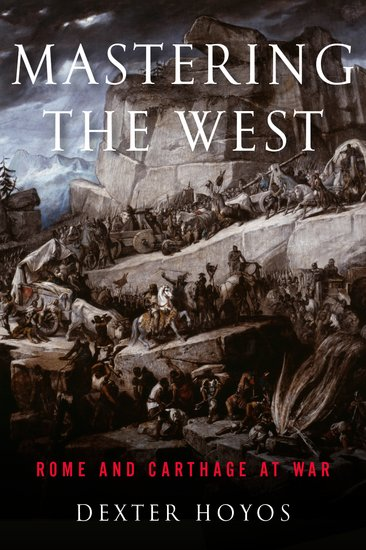 MASTERING
THE WEST
ROME AND CARTHAGE AT WAR
DEXTER HOYOS